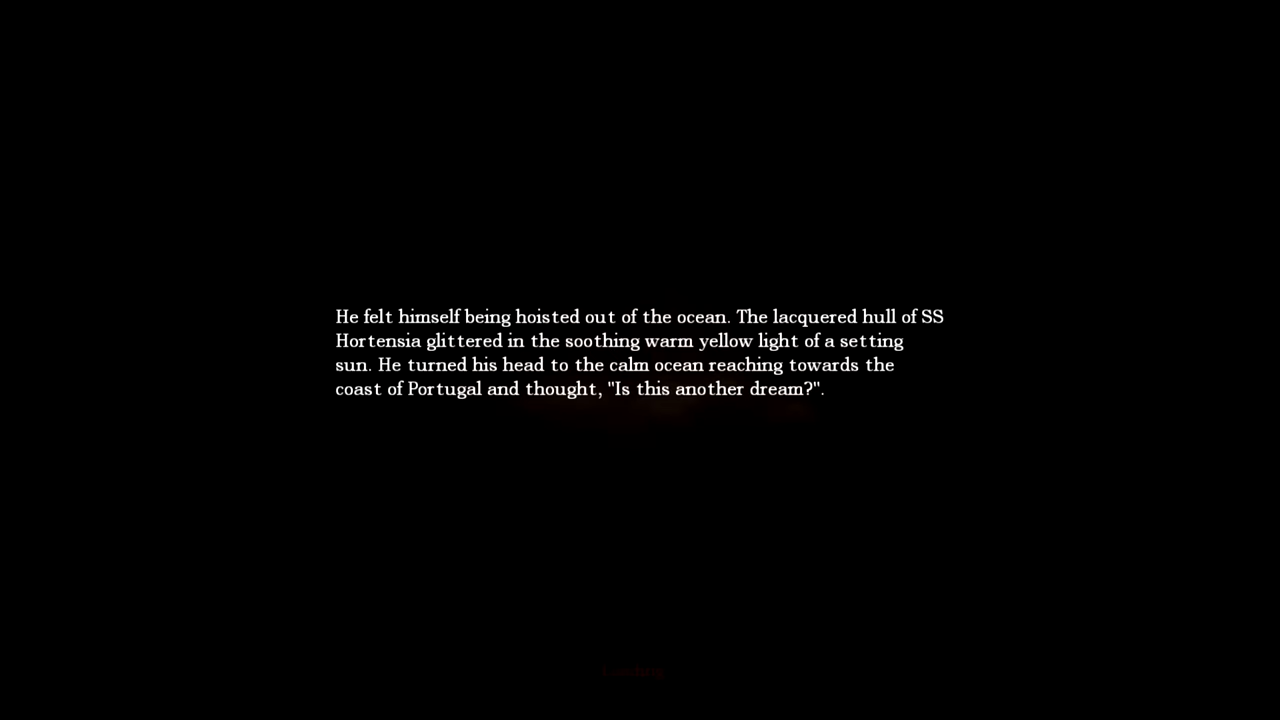 He felt himself being hoisted out of the ocean. The lacquered hull of SS
Hortensia glittered in the soothing warm yellow light of a setting
sun. He turned his head to the calm ocean reaching towards the
coast of Portugal and thought, "Is this another dream?".